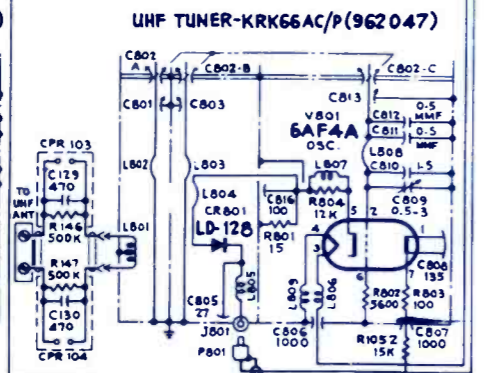 UHF TUNER-KRK66AC/P(962047)
C802
A
C802-B
C802-C
C801
C803
C813
V801
6AF4A
OSC.
C812
0.5
MMF
C811
0.5
MMF
L808
CPR 103
C810
1.5
L802
L803
L807
C129
470
L804
CR801
LD-128
C816
100
R804
12K
C809
0.5-3
TO
UHF
ANT
R146
500K
L801
R801
15
5
2
R147
500K
4
3
1
C808
135
C130
470
C805
27
L805
L809
L806
6
7
R802
5600
R803
100
CPR 104
J801
C806
1000
C807
1000
P801
R1052
15K